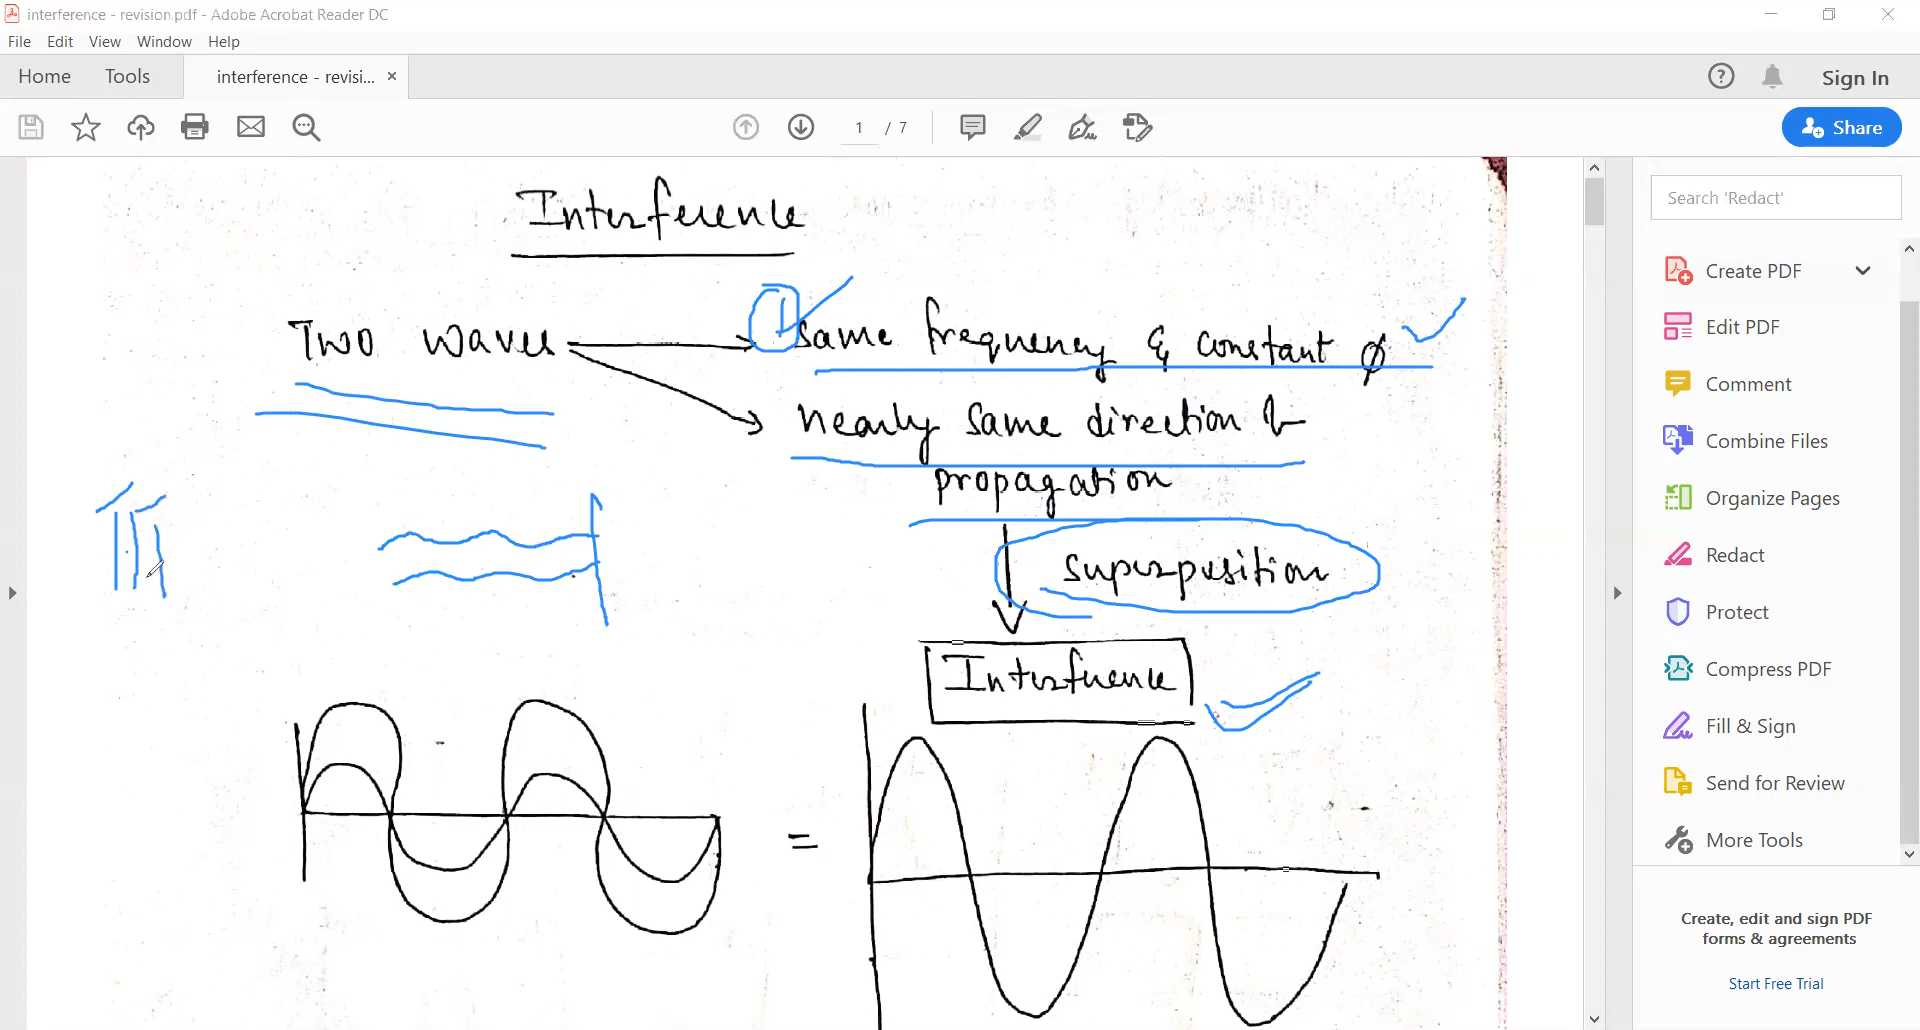 interference - revision.pdf - Adobe Acrobat Reader DC
File Edit View Window Help
Home Tools interference - revisi... ×
Sign In
1 / 7
Share
Interference
Two waves
1
same frequency & constant ϕ
nearly same direction of
propagation
superposition
Interference
=
Search 'Redact'
Create PDF
Edit PDF
Comment
Combine Files
Organize Pages
Redact
Protect
Compress PDF
Fill & Sign
Send for Review
More Tools
Create, edit and sign PDF
forms & agreements
Start Free Trial